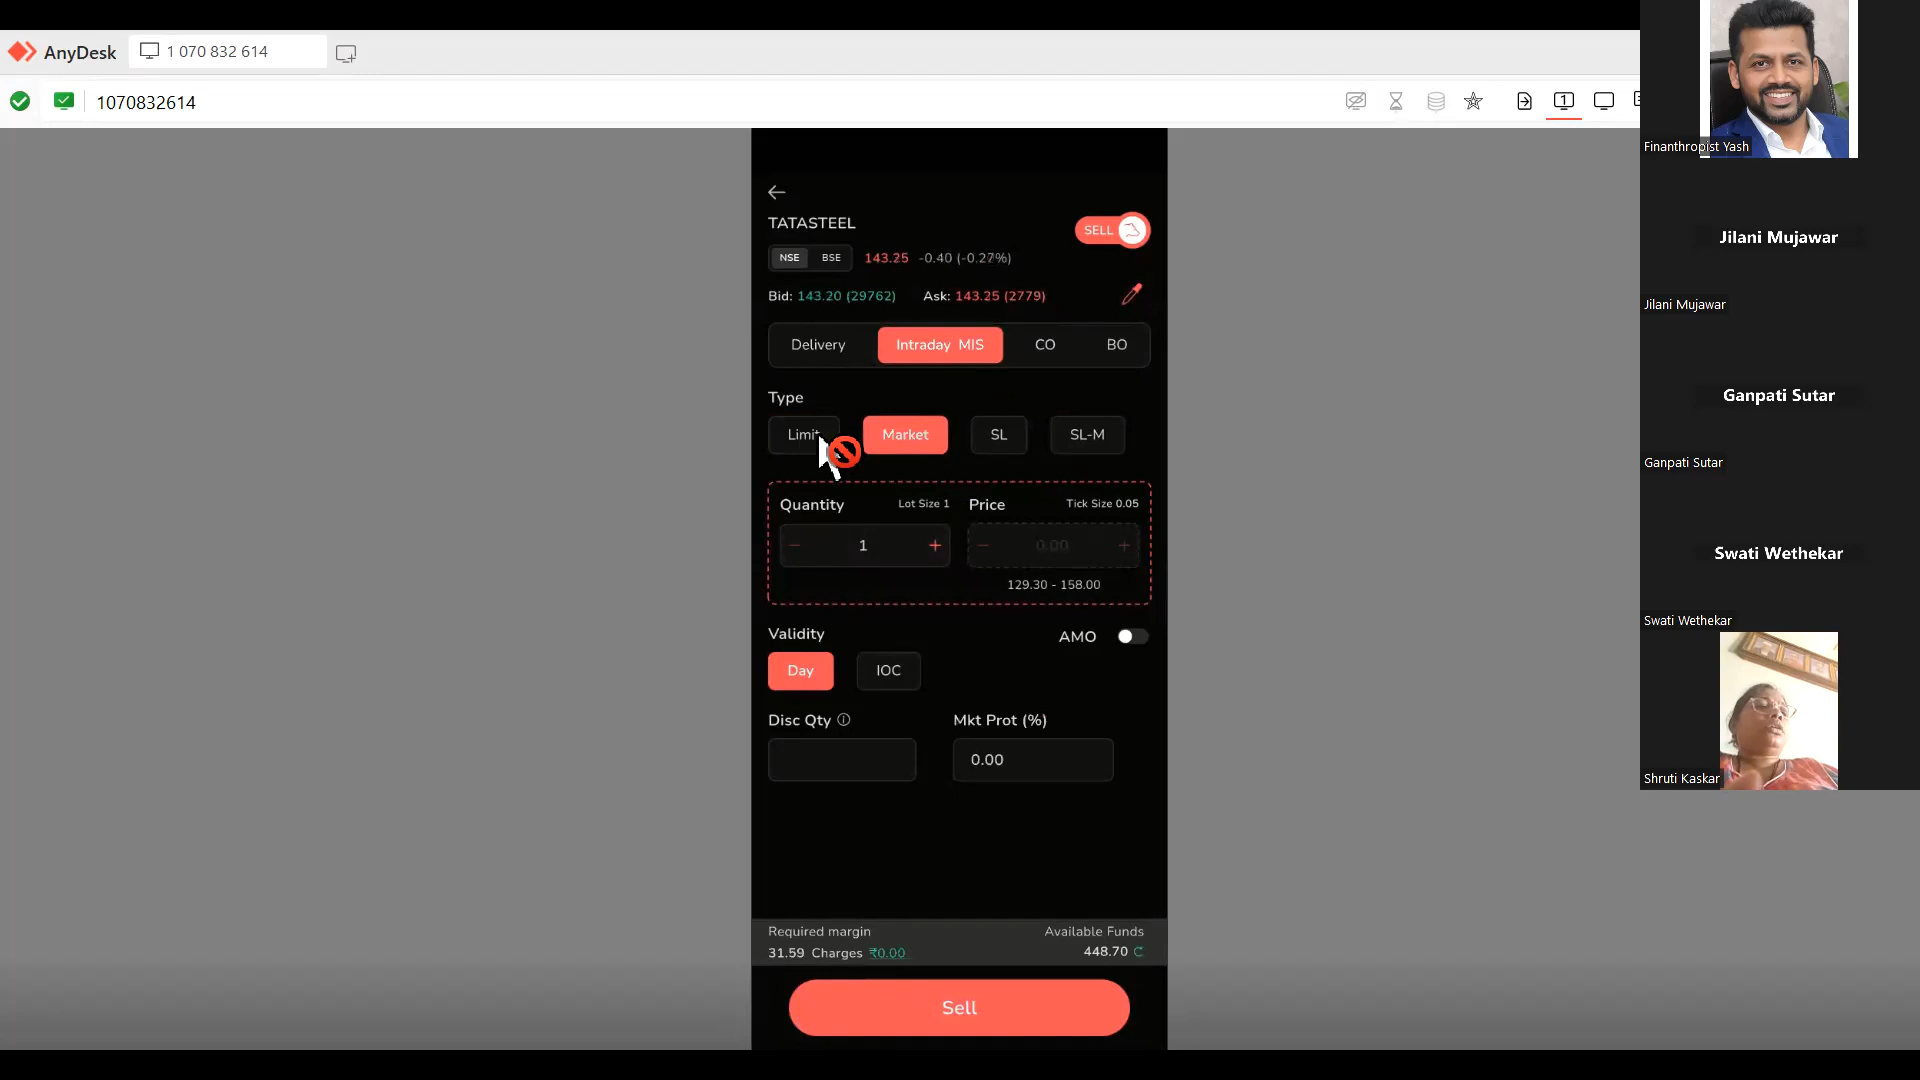 AnyDesk
1 070 832 614
1070832614
TATASTEEL
SELL
NSE BSE 143.25 -0.40 (-0.27%)
Bid: 143.20 (29762) Ask: 143.25 (2779)
Delivery Intraday MIS CO BO
Type
Limit Market SL SL-M
Quantity Lot Size 1 Price Tick Size 0.05
1 0.00
129.30 - 158.00
Validity AMO
Day IOC
Disc Qty Mkt Prot (%)
0.00
Required margin Available Funds
31.59 Charges ₹0.00 448.70
Sell
Finanthropist Yash
Jilani Mujawar
Jilani Mujawar
Ganpati Sutar
Ganpati Sutar
Swati Wethekar
Swati Wethekar
Shruti Kaskar